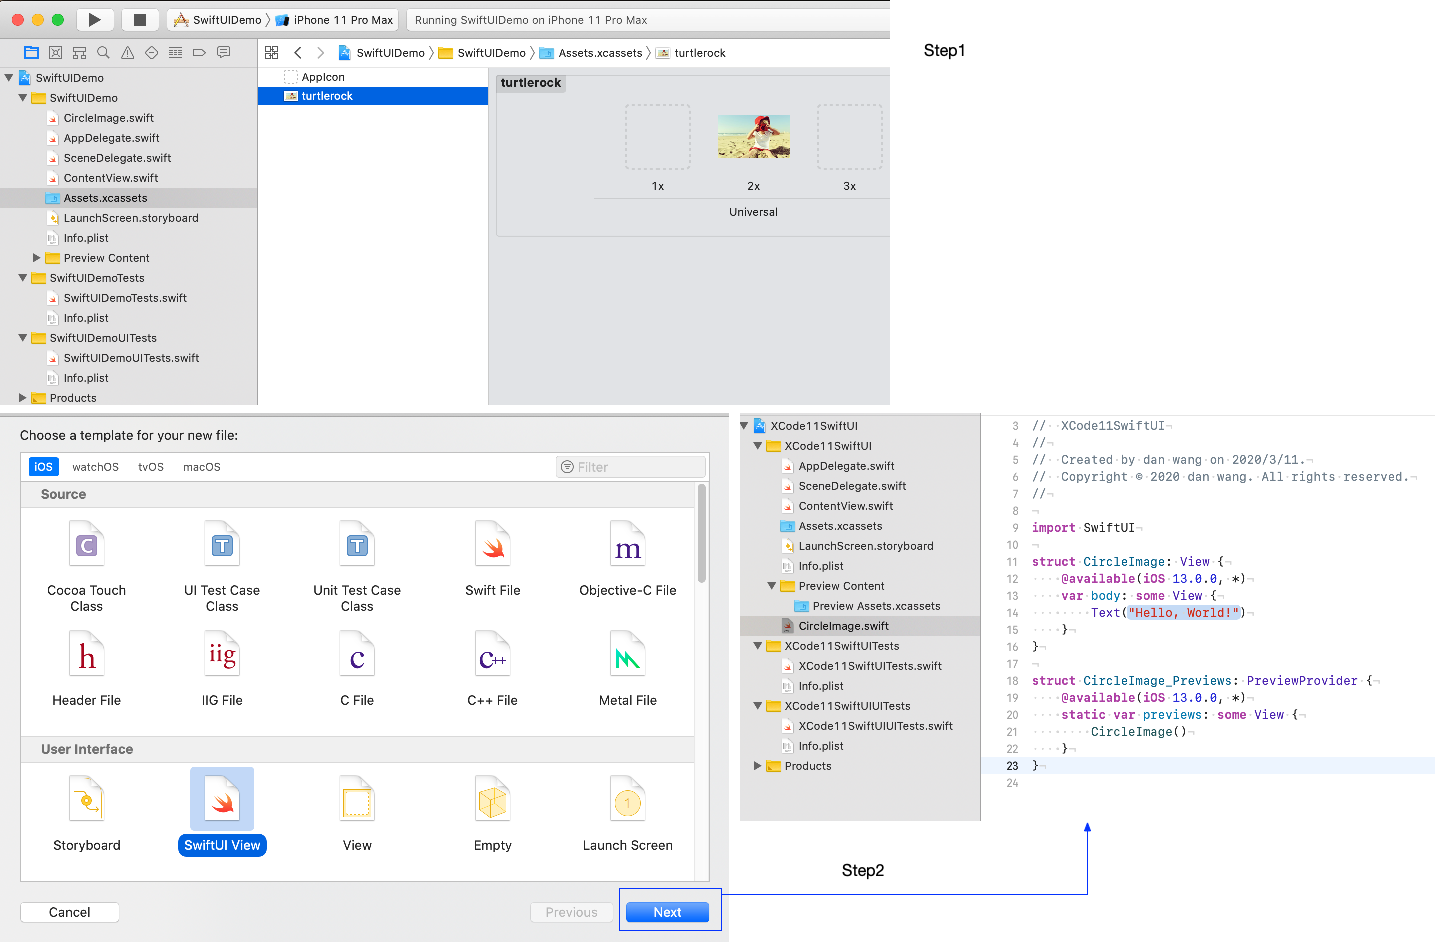 SwiftUIDemo
iPhone 11 Pro Max
Running SwiftUIDemo on iPhone 11 Pro Max
SwiftUIDemo
SwiftUIDemo
Assets.xcassets
turtlerock
Step1
SwiftUIDemo
SwiftUIDemo
CircleImage.swift
AppDelegate.swift
SceneDelegate.swift
ContentView.swift
Assets.xcassets
LaunchScreen.storyboard
Info.plist
Preview Content
SwiftUIDemoTests
SwiftUIDemoTests.swift
Info.plist
SwiftUIDemoUITests
SwiftUIDemoUITests.swift
Info.plist
Products
AppIcon
turtlerock
turtlerock
1x
2x
3x
Universal
Choose a template for your new file:
iOS
watchOS
tvOS
macOS
Filter
Source
Cocoa Touch
Class
UI Test Case
Class
Unit Test Case
Class
Swift File
Objective-C File
Header File
IIG File
C File
C++ File
Metal File
User Interface
Storyboard
SwiftUI View
View
Empty
Launch Screen
Cancel
Previous
Next
XCode11SwiftUI
XCode11SwiftUI
AppDelegate.swift
SceneDelegate.swift
ContentView.swift
Assets.xcassets
LaunchScreen.storyboard
Info.plist
Preview Content
Preview Assets.xcassets
CircleImage.swift
XCode11SwiftUITests
XCode11SwiftUITests.swift
Info.plist
XCode11SwiftUIUITests
XCode11SwiftUIUITests.swift
Info.plist
Products
3 // XCode11SwiftUI
4 //
5 // Created by dan wang on 2020/3/11.
6 // Copyright © 2020 dan wang. All rights reserved.
7 //
8
9 import SwiftUI
10
11 struct CircleImage: View {
12 @available(iOS 13.0.0, *)
13 var body: some View {
14 Text("Hello, World!")
15 }
16 }
17
18 struct CircleImage_Previews: PreviewProvider {
19 @available(iOS 13.0.0, *)
20 static var previews: some View {
21 CircleImage()
22 }
23 }
24
Step2